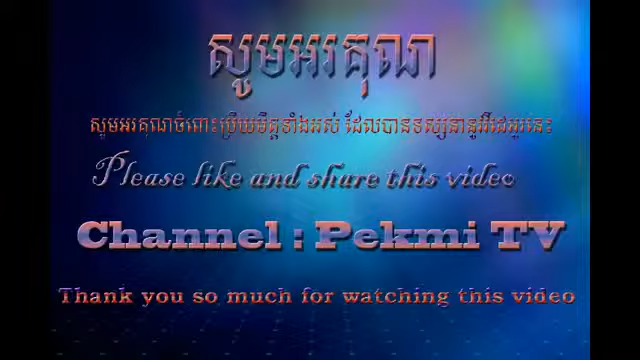 សូមអរគុណ
សូមអរគុណចំពោះប្រិយមិត្តទាំងអស់ ដែលបានទស្សនានូវវីដេអូរនេះ
Please like and share this video
Channel : Pekmi TV
Thank you so much for watching this video